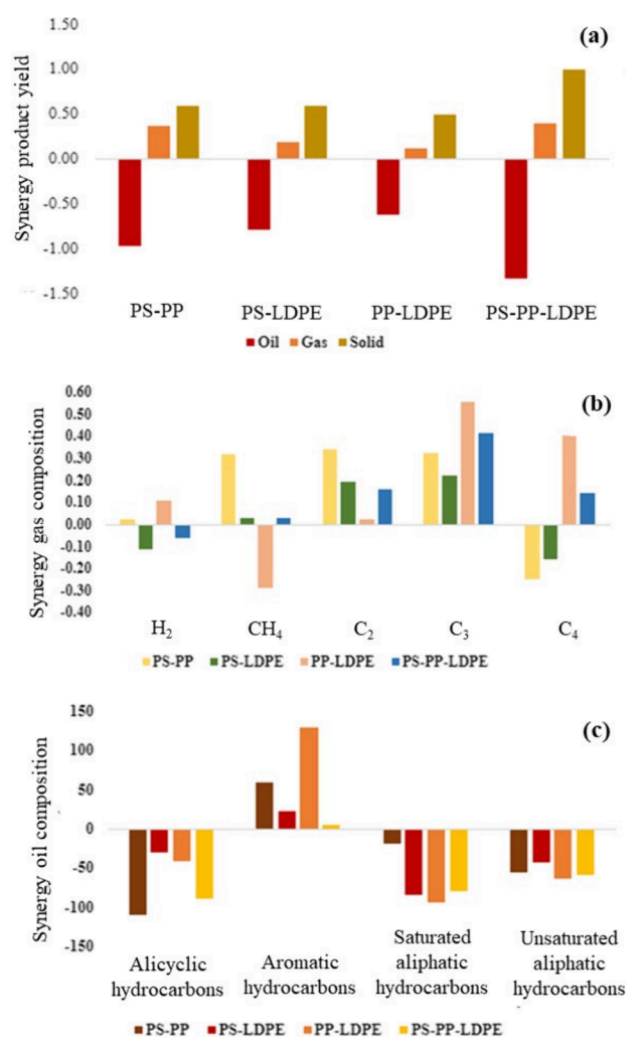 (a)
Synergy product yield
1.50
1.00
0.50
0.00
-0.50
-1.00
-1.50
PS-PP PS-LDPE PP-LDPE PS-PP-LDPE
Oil Gas Solid
(b)
Synergy gas composition
0.60
0.50
0.40
0.30
0.20
0.10
0.00
-0.10
-0.20
-0.30
-0.40
H₂ CH₄ C₂ C₃ C₄
PS-PP PS-LDPE PP-LDPE PS-PP-LDPE
(c)
Synergy oil composition
150
100
50
0
-50
-100
-150
Alicyclic hydrocarbons
Aromatic hydrocarbons
Saturated aliphatic hydrocarbons
Unsaturated aliphatic hydrocarbons
PS-PP PS-LDPE PP-LDPE PS-PP-LDPE